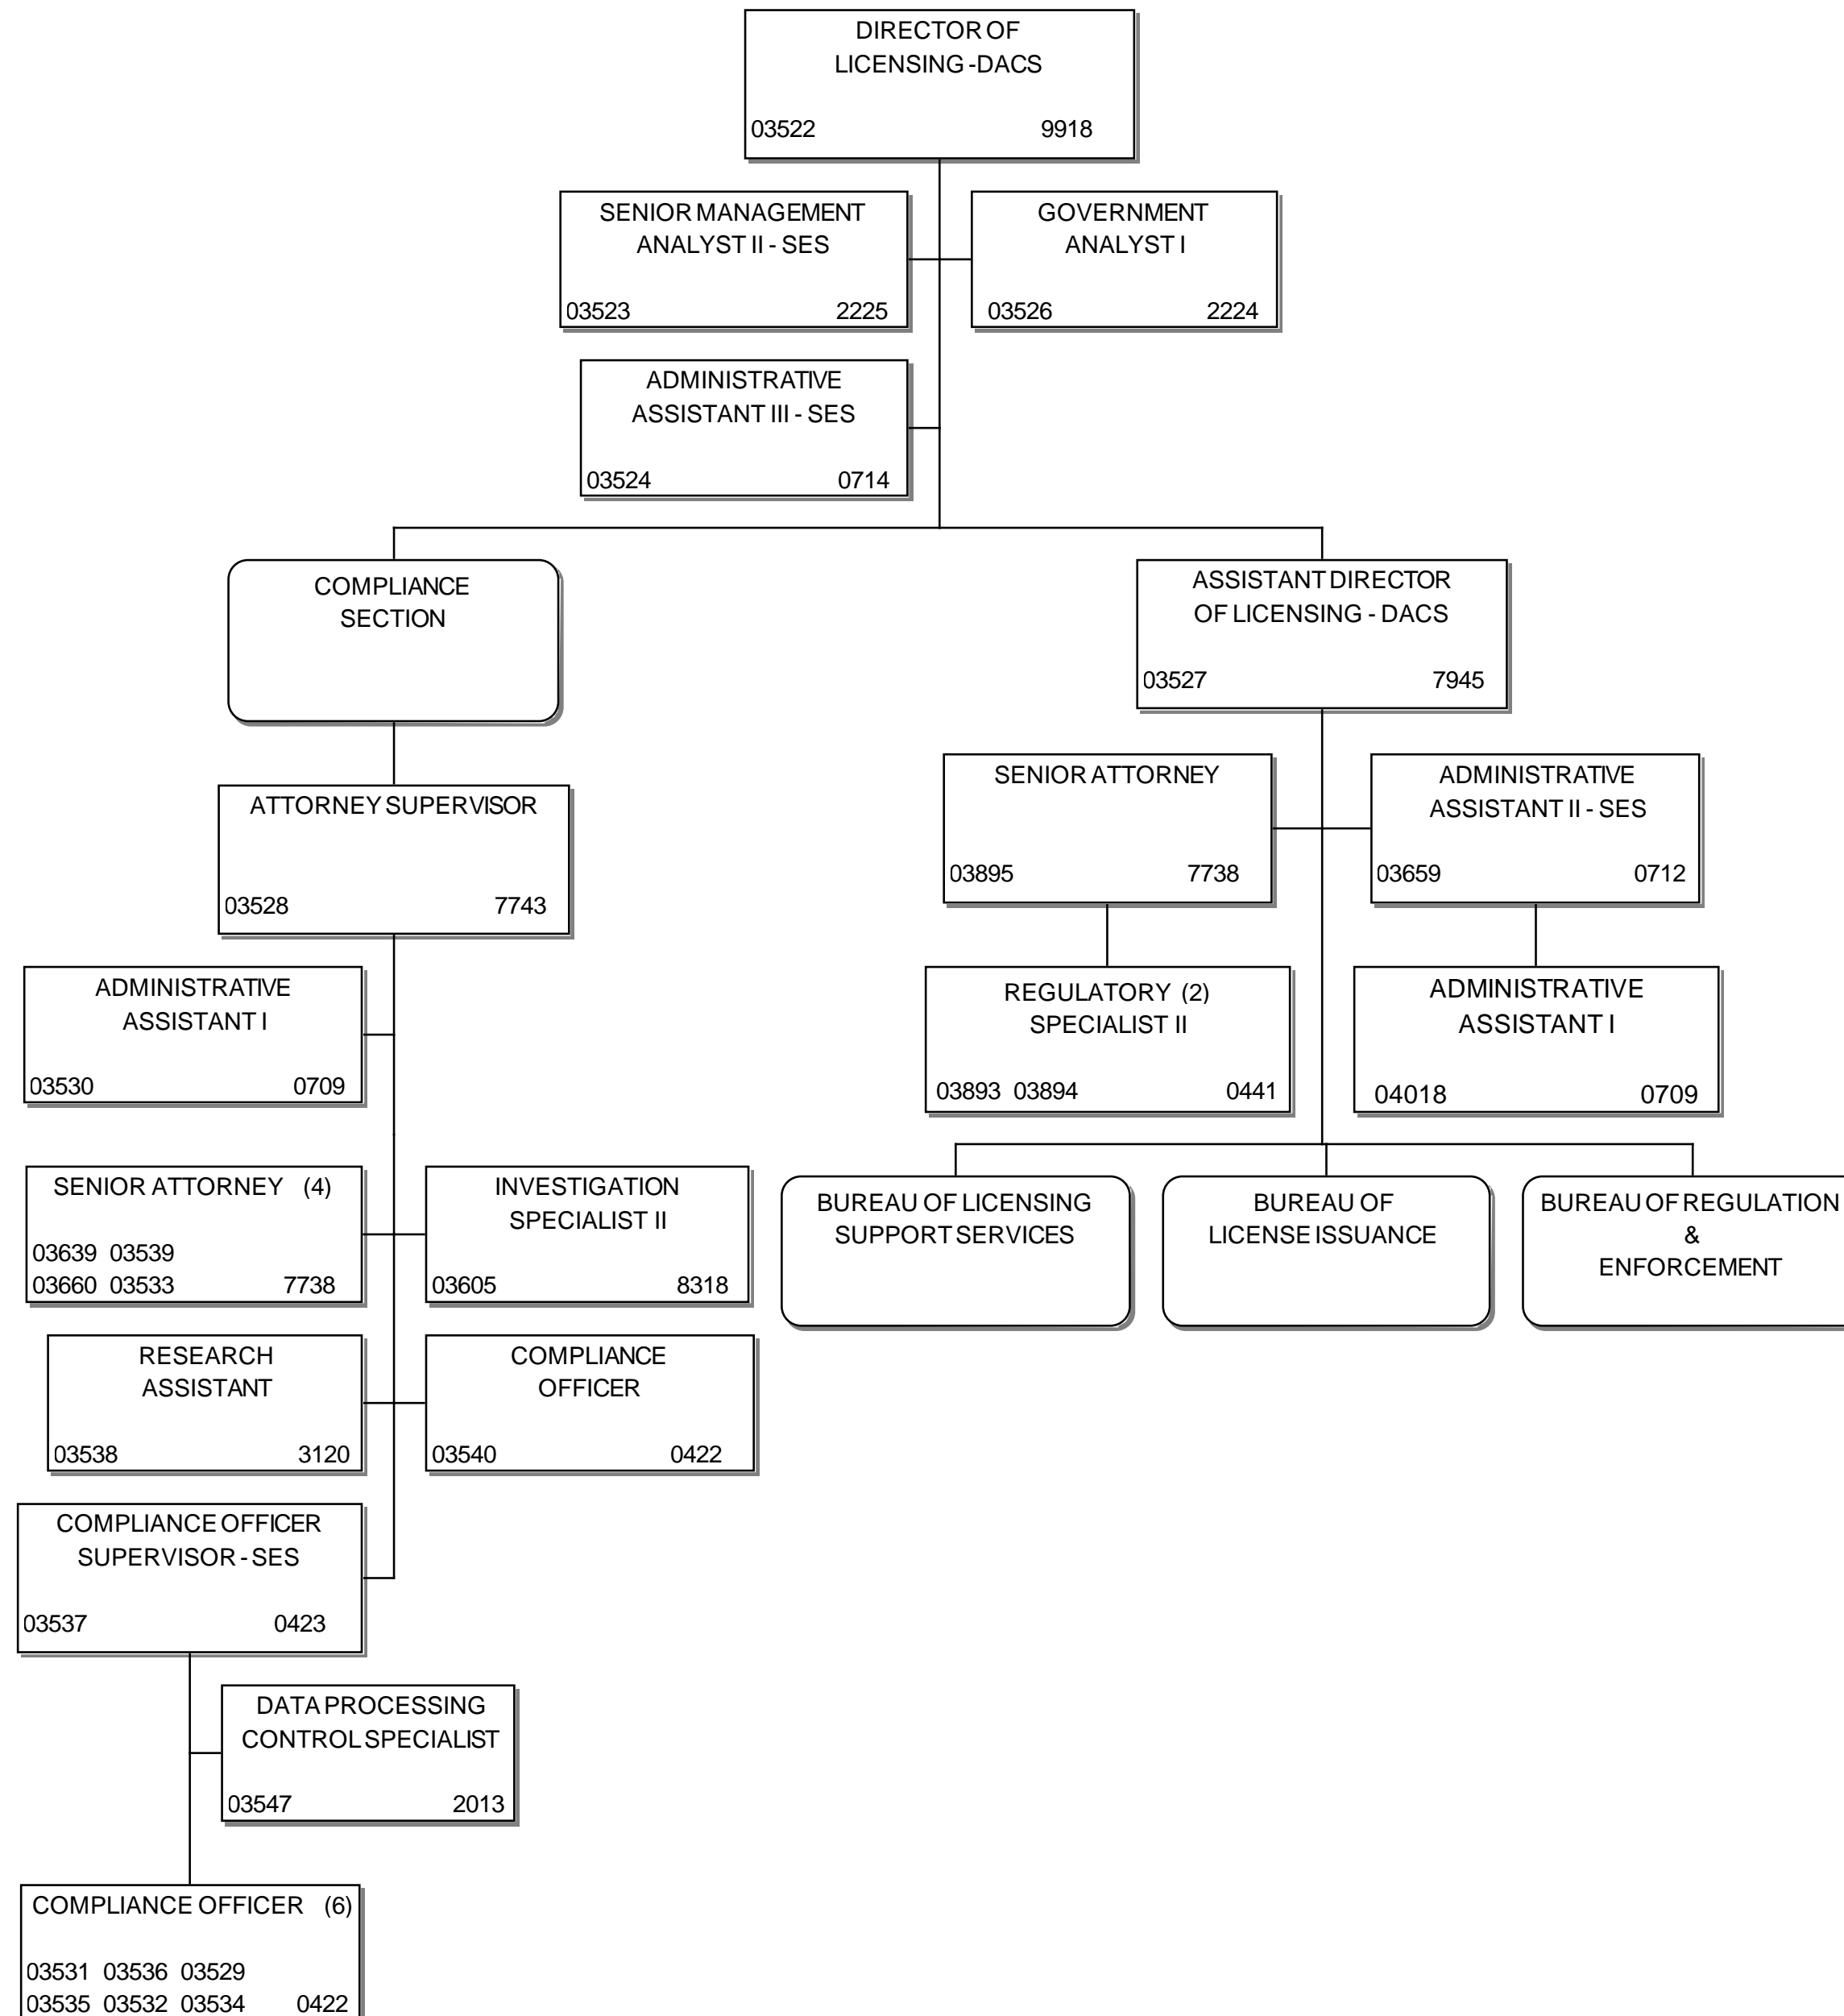 DIRECTOR OF
LICENSING - DACS
03522 9918
SENIOR MANAGEMENT
ANALYST II - SES
03523 2225
GOVERNMENT
ANALYST I
03526 2224
ADMINISTRATIVE
ASSISTANT III - SES
03524 0714
COMPLIANCE
SECTION
ASSISTANT DIRECTOR
OF LICENSING - DACS
03527 7945
ATTORNEY SUPERVISOR
03528 7743
SENIOR ATTORNEY
03895 7738
ADMINISTRATIVE
ASSISTANT II - SES
03659 0712
ADMINISTRATIVE
ASSISTANT I
03530 0709
REGULATORY (2)
SPECIALIST II
03893 03894 0441
ADMINISTRATIVE
ASSISTANT I
04018 0709
SENIOR ATTORNEY (4)
03639 03539
03660 03533 7738
INVESTIGATION
SPECIALIST II
03605 8318
BUREAU OF LICENSING
SUPPORT SERVICES
BUREAU OF
LICENSE ISSUANCE
BUREAU OF REGULATION
&
ENFORCEMENT
RESEARCH
ASSISTANT
03538 3120
COMPLIANCE
OFFICER
03540 0422
COMPLIANCE OFFICER
SUPERVISOR - SES
03537 0423
DATA PROCESSING
CONTROL SPECIALIST
03547 2013
COMPLIANCE OFFICER (6)
03531 03536 03529
03535 03532 03534 0422